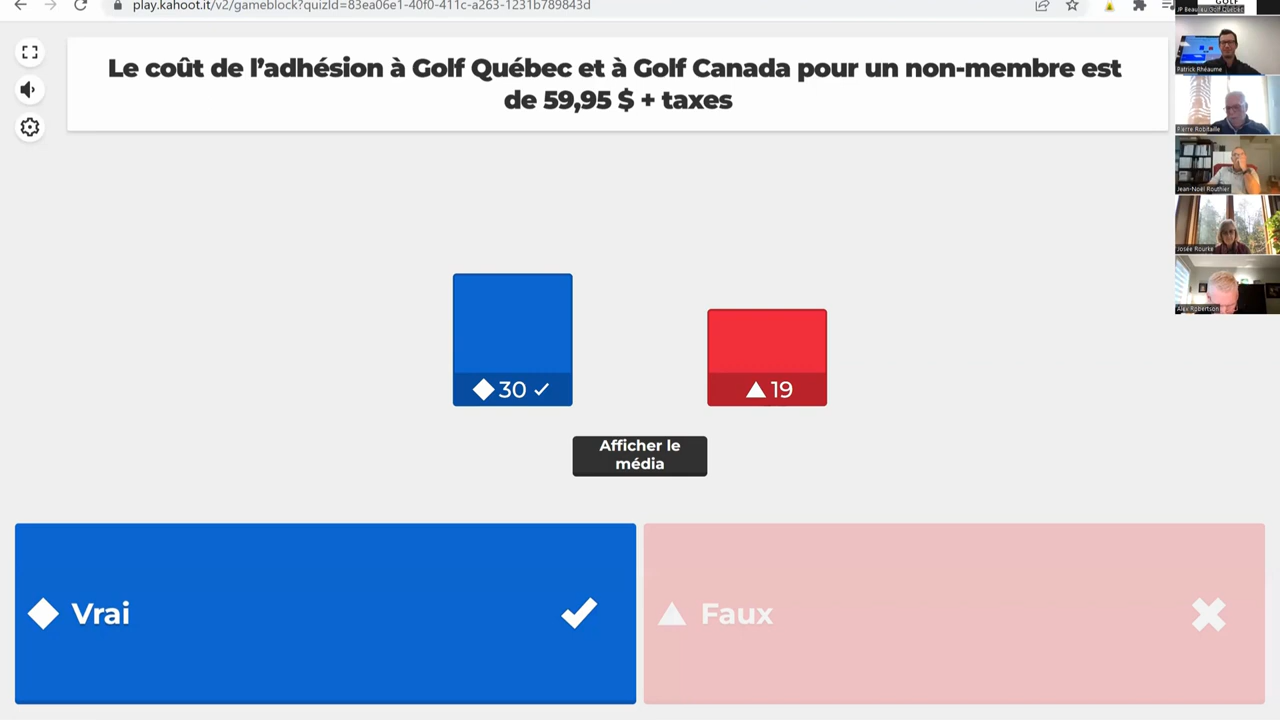 play.kahoot.it/v2/gameblock?quizId=83ea06e1-40f0-411c-a263-1231b789843d
Le coût de l’adhésion à Golf Québec et à Golf Canada pour un non-membre est
de 59,95 $ + taxes
30
19
Afficher le
média
Vrai
Faux
GOLF
Patrick Rhéaume
Pierre Robitaille
Jean-Noël Routhier
Josée Rourke
Alex Robertson